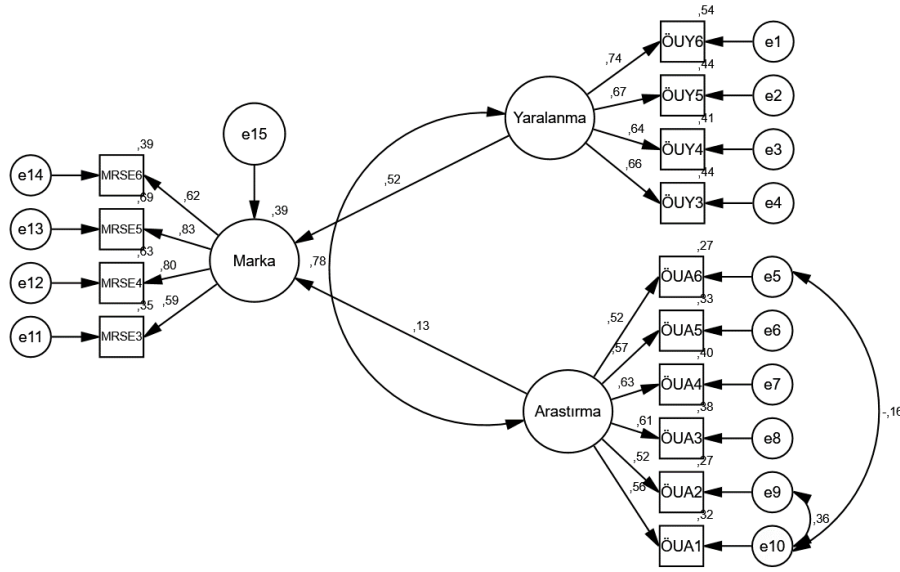 ,54
ÖUY6
e1
,74
,44
ÖUY5
e2
,67
Yaralanma
,41
ÖUY4
e3
,64
,44
ÖUY3
e4
,66
e15
,39
e14
MRSE6
,62
,69
e13
MRSE5
,83
,63
e12
MRSE4
,80
,35
e11
MRSE3
,59
,39
Marka
,52
,78
,13
,27
ÖUA6
e5
,52
,33
ÖUA5
e6
,57
,40
ÖUA4
e7
,63
Arastırma
,38
ÖUA3
e8
,61
,27
ÖUA2
e9
,52
,32
ÖUA1
e10
,56
-,16
,36